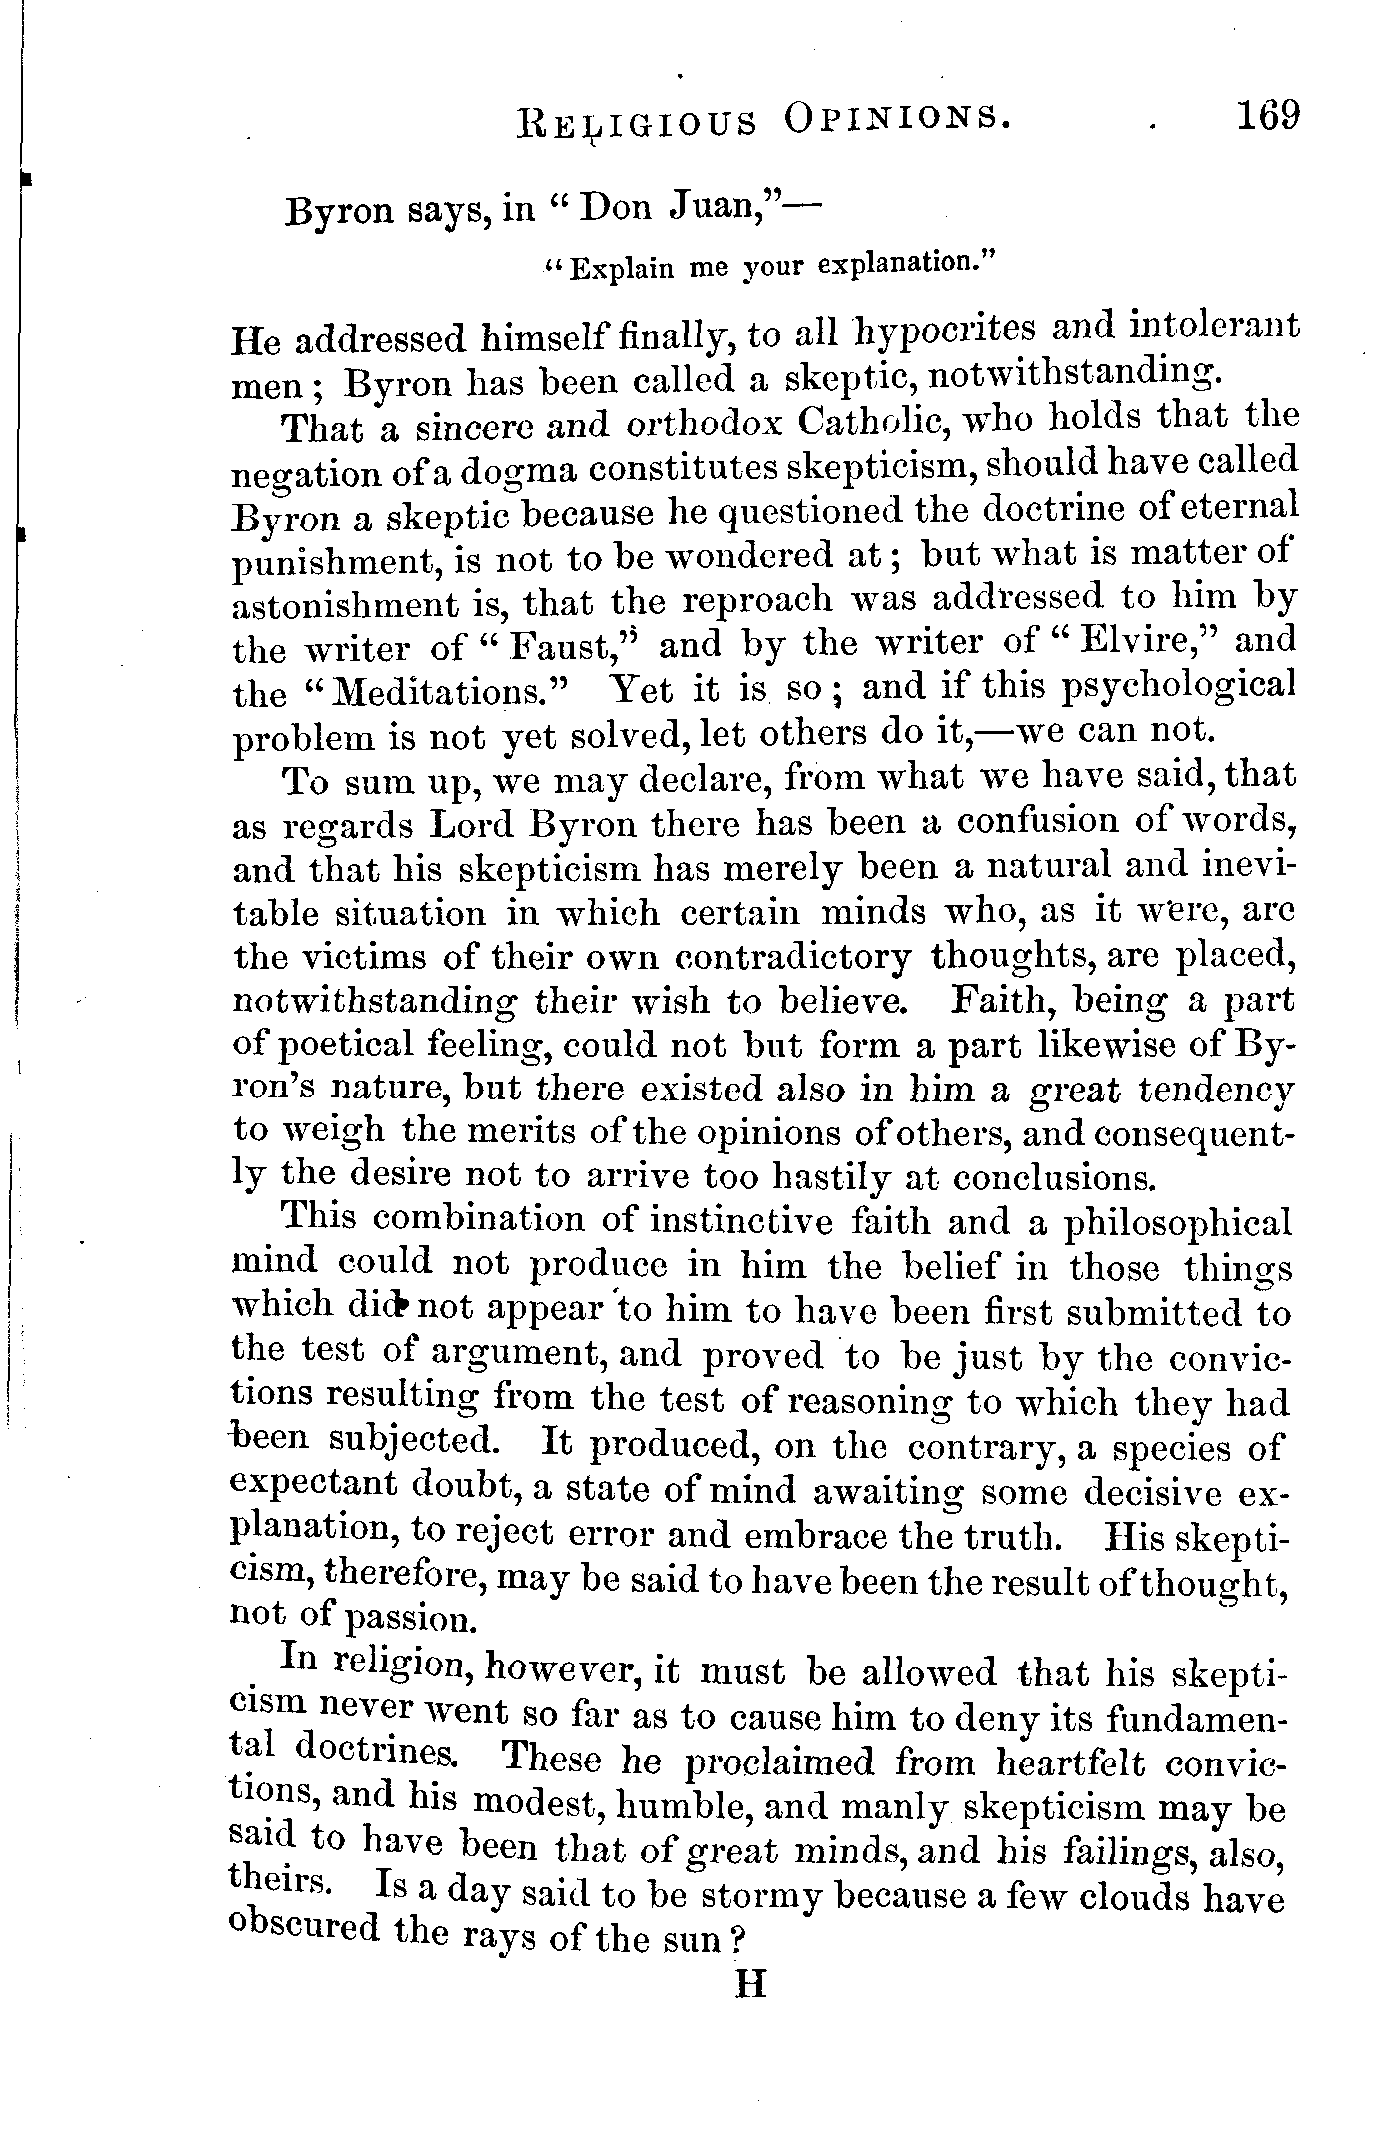 RELIGIOUS OPINIONS. 169
Byron says, in “ Don Juan,”—
“ Explain me your explanation.”
He addressed himself finally, to all hypocrites and intolerant
men ; Byron has been called a skeptic, notwithstanding.
That a sincere and orthodox Catholic, who holds that the
negation of a dogma constitutes skepticism, should have called
Byron a skeptic because he questioned the doctrine of eternal
punishment, is not to be wondered at ; but what is matter of
astonishment is, that the reproach was addressed to him by
the writer of “ Faust,” and by the writer of “ Elvire,” and
the “ Meditations.” Yet it is so ; and if this psychological
problem is not yet solved, let others do it,—we can not.
To sum up, we may declare, from what we have said, that
as regards Lord Byron there has been a confusion of words,
and that his skepticism has merely been a natural and inevi-
table situation in which certain minds who, as it were, are
the victims of their own contradictory thoughts, are placed,
notwithstanding their wish to believe. Faith, being a part
of poetical feeling, could not but form a part likewise of By-
ron’s nature, but there existed also in him a great tendency
to weigh the merits of the opinions of others, and consequent-
ly the desire not to arrive too hastily at conclusions.
This combination of instinctive faith and a philosophical
mind could not produce in him the belief in those things
which did not appear to him to have been first submitted to
the test of argument, and proved to be just by the convic-
tions resulting from the test of reasoning to which they had
been subjected. It produced, on the contrary, a species of
expectant doubt, a state of mind awaiting some decisive ex-
planation, to reject error and embrace the truth. His skepti-
cism, therefore, may be said to have been the result of thought,
not of passion.
In religion, however, it must be allowed that his skepti-
cism never went so far as to cause him to deny its fundamen-
tal doctrines. These he proclaimed from heartfelt convic-
tions, and his modest, humble, and manly skepticism may be
said to have been that of great minds, and his failings, also,
theirs. Is a day said to be stormy because a few clouds have
obscured the rays of the sun ?
H